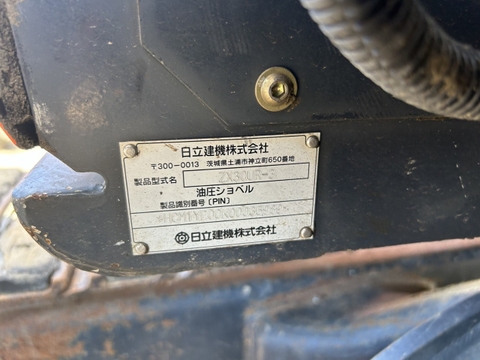 日立建機株式会社
〒300-0013 茨城県土浦市神立町650番地
製品型式名 ZX30UR-3
油圧ショベル
製品識別番号〔PIN〕
日立建機株式会社